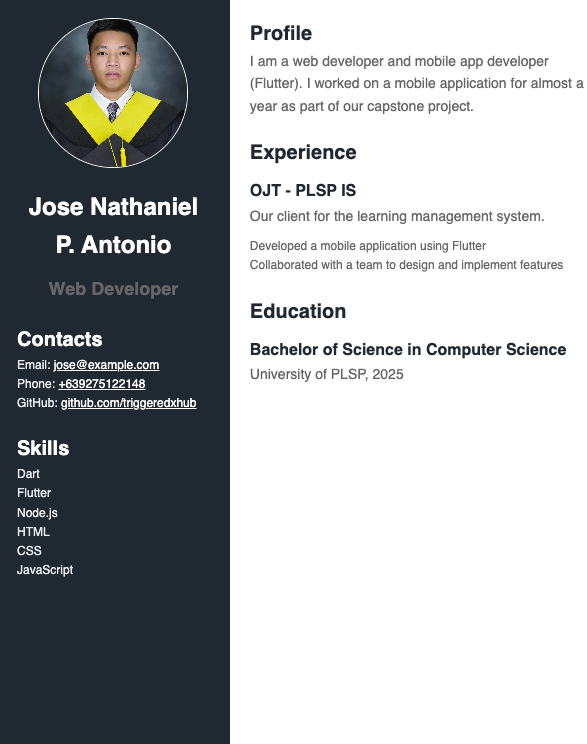 Jose Nathaniel
P. Antonio
Web Developer
Contacts
Email: jose@example.com
Phone: +639275122148
GitHub: github.com/triggeredxhub
Skills
Dart
Flutter
Node.js
HTML
CSS
JavaScript
Profile
I am a web developer and mobile app developer
(Flutter). I worked on a mobile application for almost a
year as part of our capstone project.
Experience
OJT - PLSP IS
Our client for the learning management system.
Developed a mobile application using Flutter
Collaborated with a team to design and implement features
Education
Bachelor of Science in Computer Science
University of PLSP, 2025